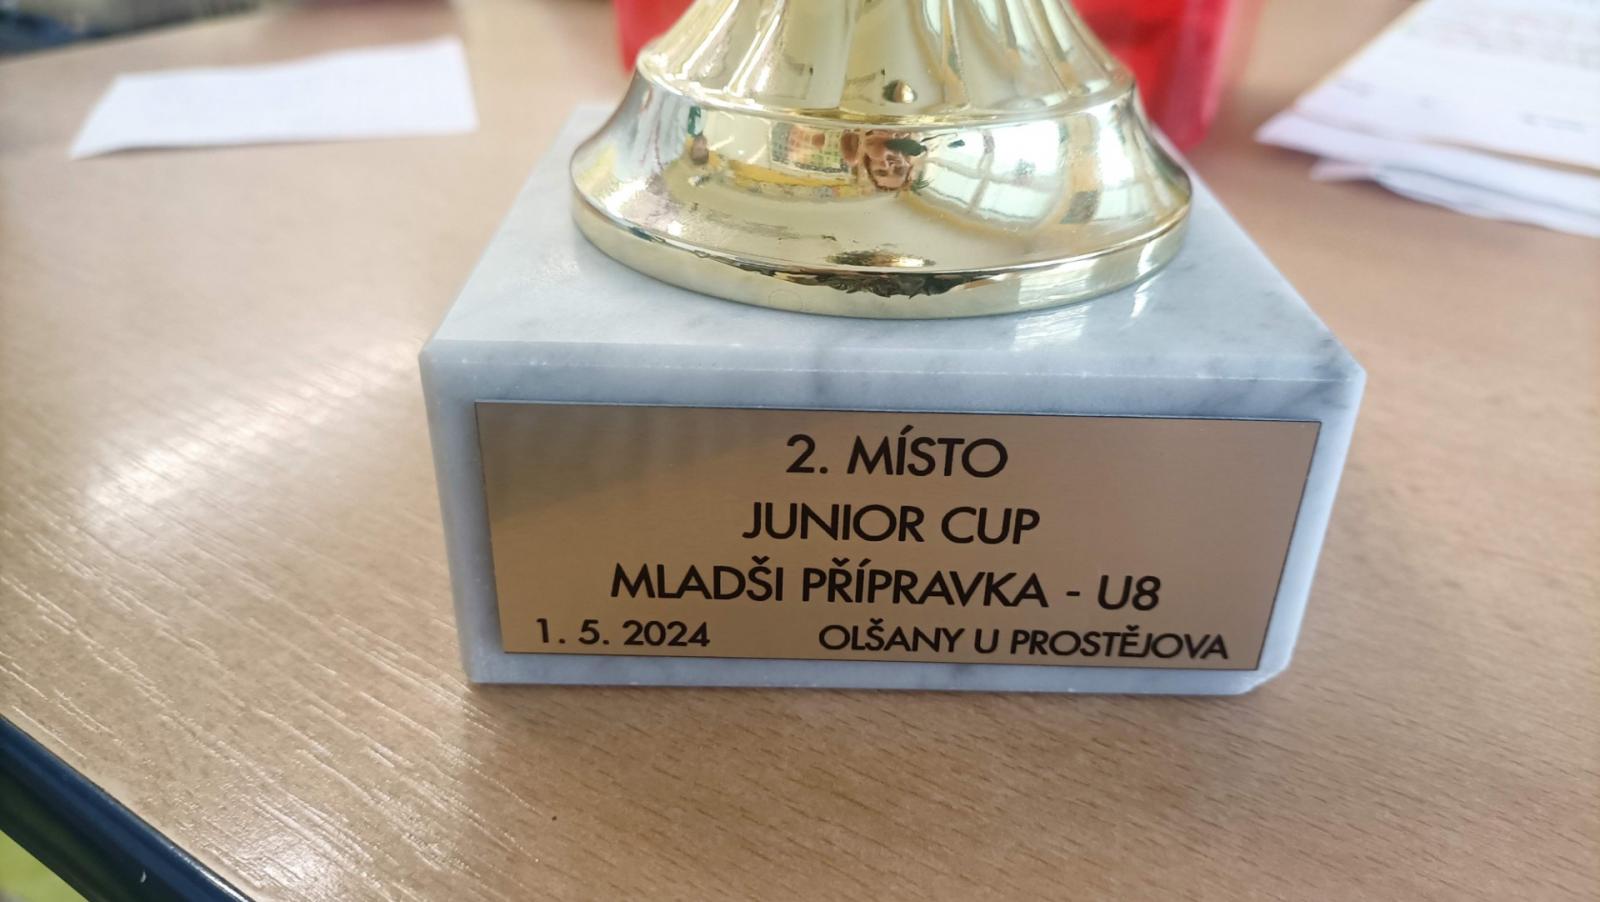 2. MÍSTO
JUNIOR CUP
MLADŠI PŘÍPRAVKA - U8
1. 5. 2024 OLŠANY U PROSTĚJOVA